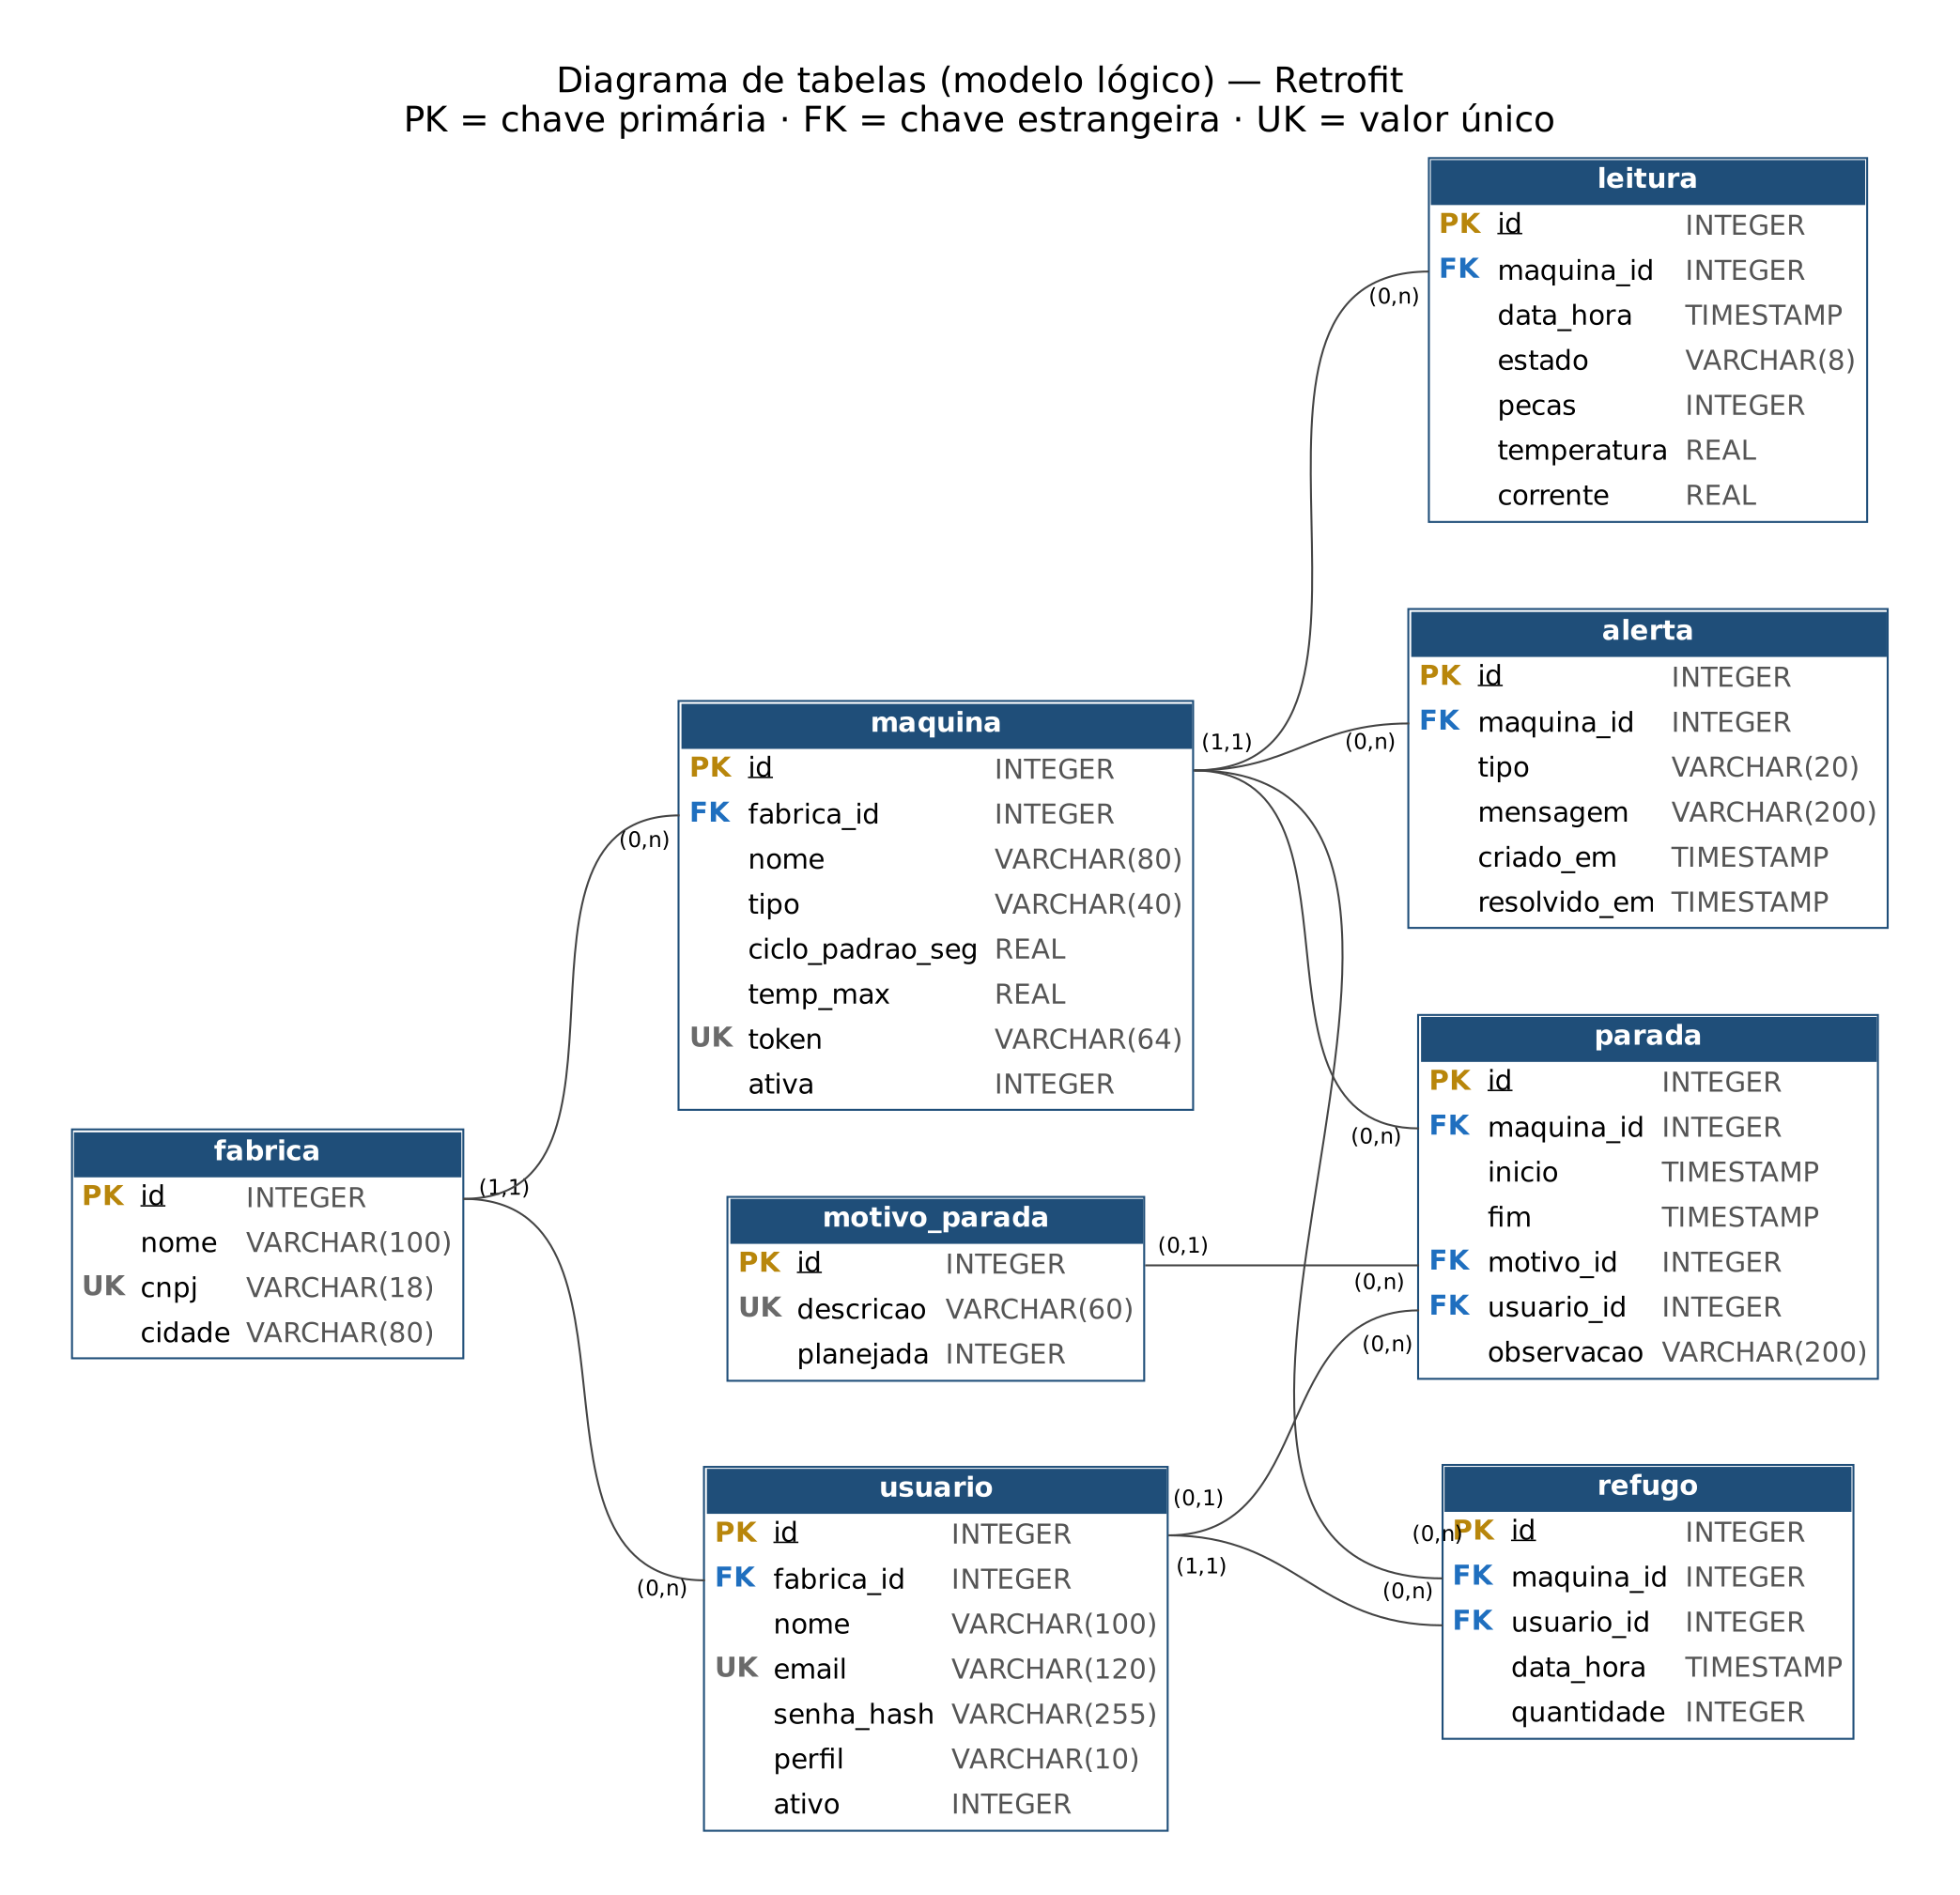 Diagrama de tabelas (modelo lógico) — Retrofit
PK = chave primária · FK = chave estrangeira · UK = valor único
leitura
PK id INTEGER
FK maquina_id INTEGER
data_hora TIMESTAMP
estado VARCHAR(8)
pecas INTEGER
temperatura REAL
corrente REAL
(0,n)
alerta
PK id INTEGER
FK maquina_id INTEGER
tipo VARCHAR(20)
mensagem VARCHAR(200)
criado_em TIMESTAMP
resolvido_em TIMESTAMP
(0,n)
maquina
PK id INTEGER
FK fabrica_id INTEGER
nome VARCHAR(80)
tipo VARCHAR(40)
ciclo_padrao_seg REAL
temp_max REAL
UK token VARCHAR(64)
ativa INTEGER
(1,1)
(0,n)
parada
PK id INTEGER
FK maquina_id INTEGER
inicio TIMESTAMP
fim TIMESTAMP
FK motivo_id INTEGER
FK usuario_id INTEGER
observacao VARCHAR(200)
(0,n)
(0,n)
(0,n)
fabrica
PK id INTEGER
nome VARCHAR(100)
UK cnpj VARCHAR(18)
cidade VARCHAR(80)
(1,1)
motivo_parada
PK id INTEGER
UK descricao VARCHAR(60)
planejada INTEGER
(0,1)
usuario
PK id INTEGER
FK fabrica_id INTEGER
nome VARCHAR(100)
UK email VARCHAR(120)
senha_hash VARCHAR(255)
perfil VARCHAR(10)
ativo INTEGER
(0,n)
(0,1)
(1,1)
refugo
PK id INTEGER
FK maquina_id INTEGER
FK usuario_id INTEGER
data_hora TIMESTAMP
quantidade INTEGER
(0,n)
(0,n)